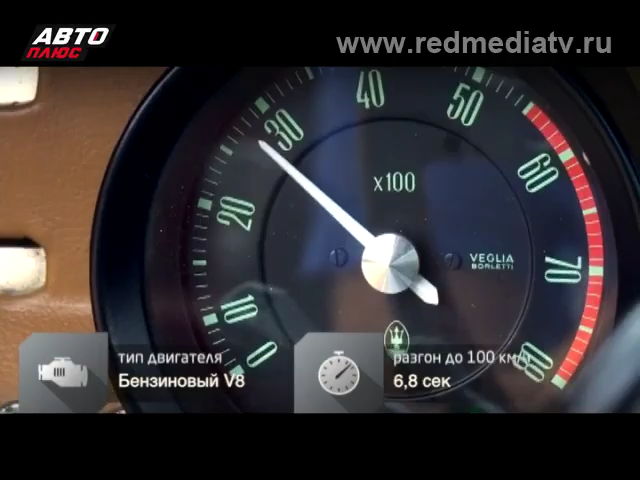 АВТО
ПЛЮС
www.redmediatv.ru
0
10
20
30
40
50
60
70
80
x100
VEGLIA
BORLETTI
тип двигателя
Бензиновый V8
разгон до 100 км/ч
6,8 сек